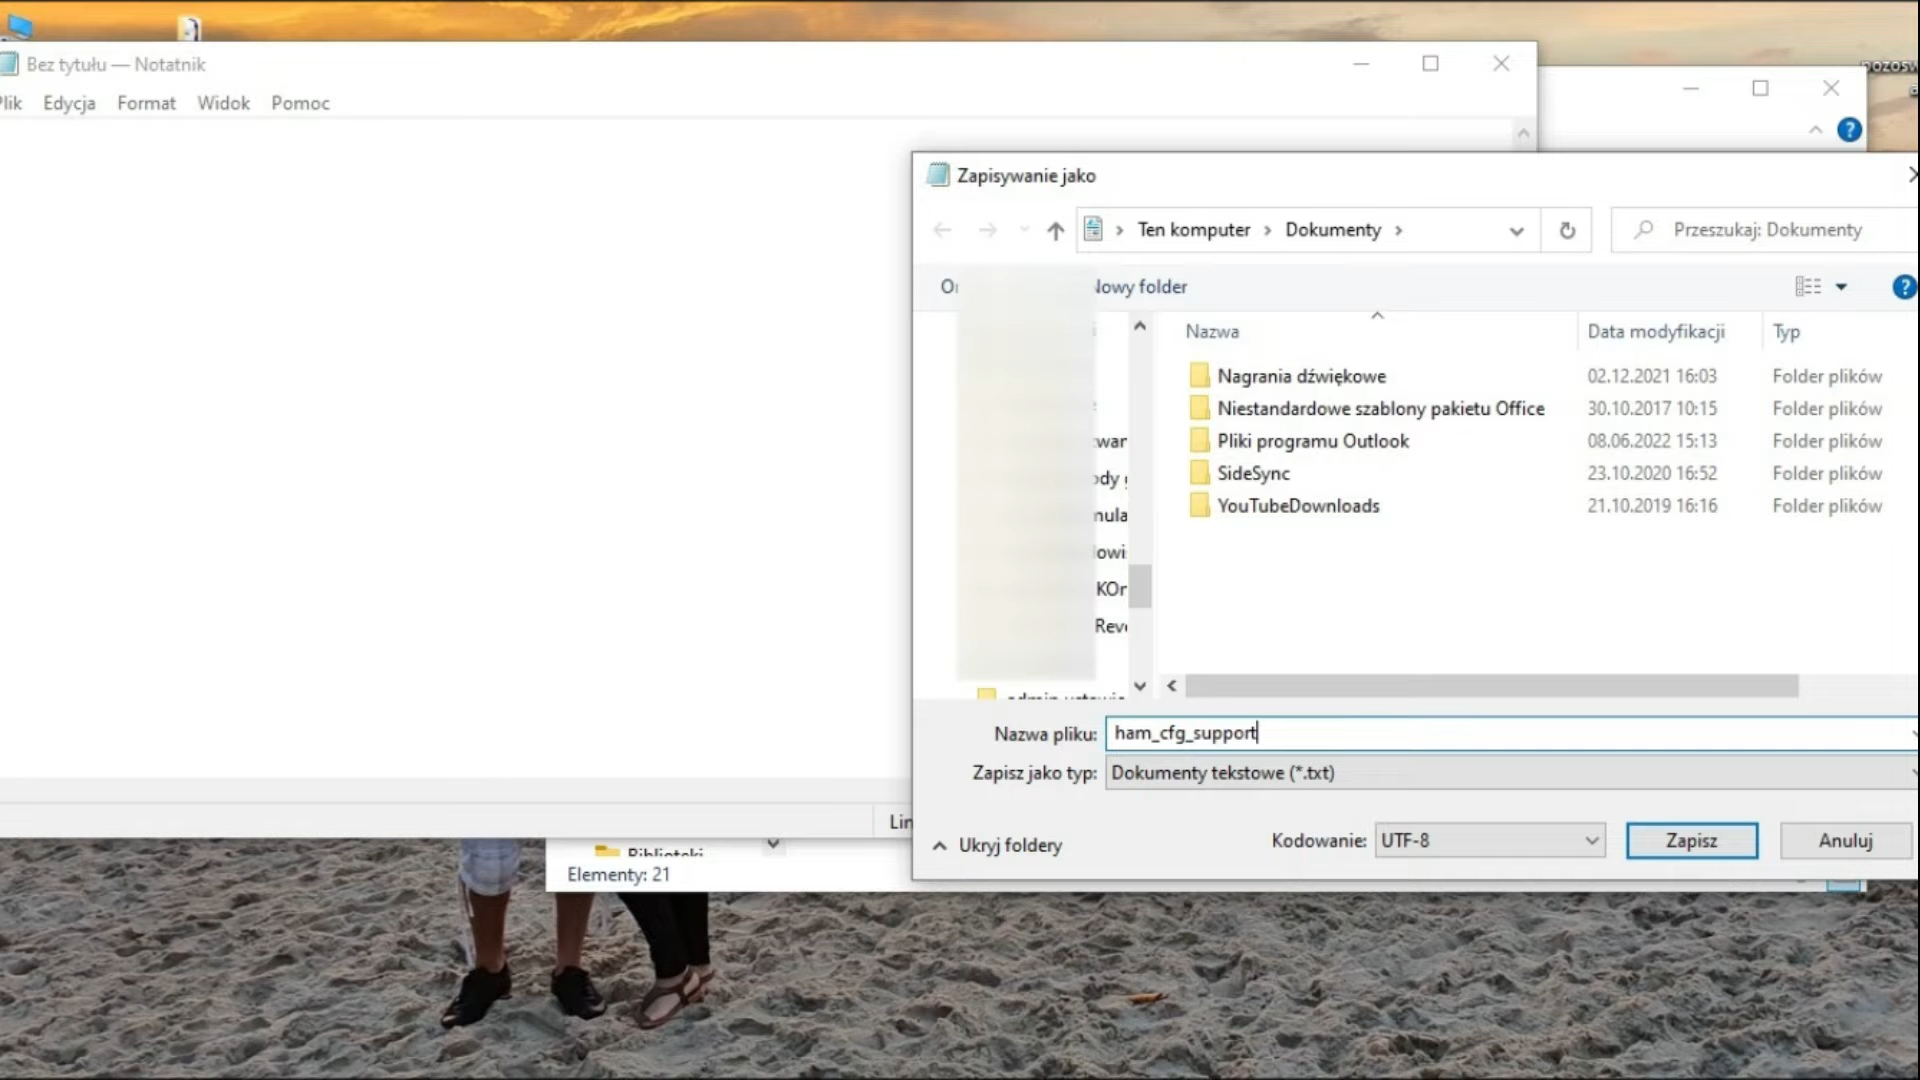 Bez tytułu — Notatnik
Edycja Format Widok Pomoc
Zapisywanie jako
Ten komputer Dokumenty
Przeszukaj: Dokumenty
folder
Nazwa Data modyfikacji Typ
Nagrania dźwiękowe 02.12.2021 16:03 Folder plików
Niestandardowe szablony pakietu Office 30.10.2017 10:15 Folder plików
Pliki programu Outlook 08.06.2022 15:13 Folder plików
SideSync 23.10.2020 16:52 Folder plików
YouTubeDownloads 21.10.2019 16:16 Folder plików
Nazwa pliku: ham_cfg_support
Zapisz jako typ: Dokumenty tekstowe (*.txt)
Ukryj foldery
Kodowanie: UTF-8
Zapisz
Anuluj
Biblioteki
Elementy: 21